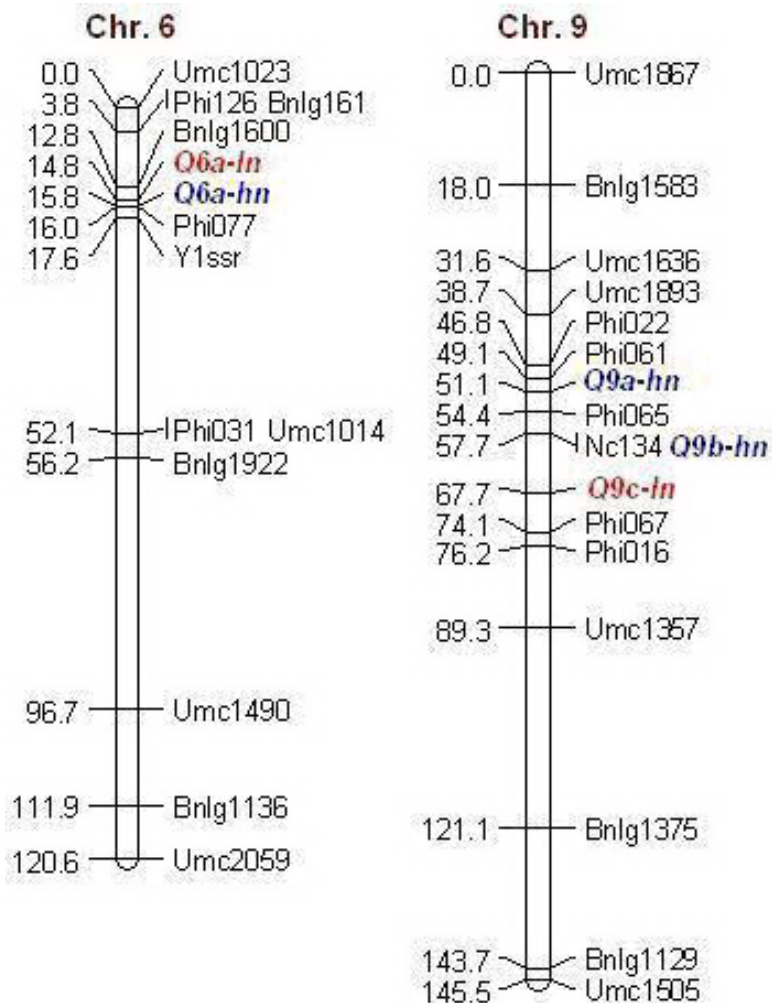 Chr. 6
0.0 Umc1023
3.8 Phi126 Bnlg161
12.8 Bnlg1600
14.8 Q6a-ln
15.8 Q6a-hn
16.0 Phi077
17.6 Y1ssr
52.1 Phi031 Umc1014
56.2 Bnlg1922
96.7 Umc1490
111.9 Bnlg1136
120.6 Umc2059
Chr. 9
0.0 Umc1867
18.0 Bnlg1583
31.6 Umc1636
38.7 Umc1893
46.8 Phi022
49.1 Phi061
51.1 Q9a-hn
54.4 Phi065
57.7 Nc134 Q9b-hn
67.7 Q9c-ln
74.1 Phi067
76.2 Phi016
89.3 Umc1357
121.1 Bnlg1375
143.7 Bnlg1129
145.5 Umc1505